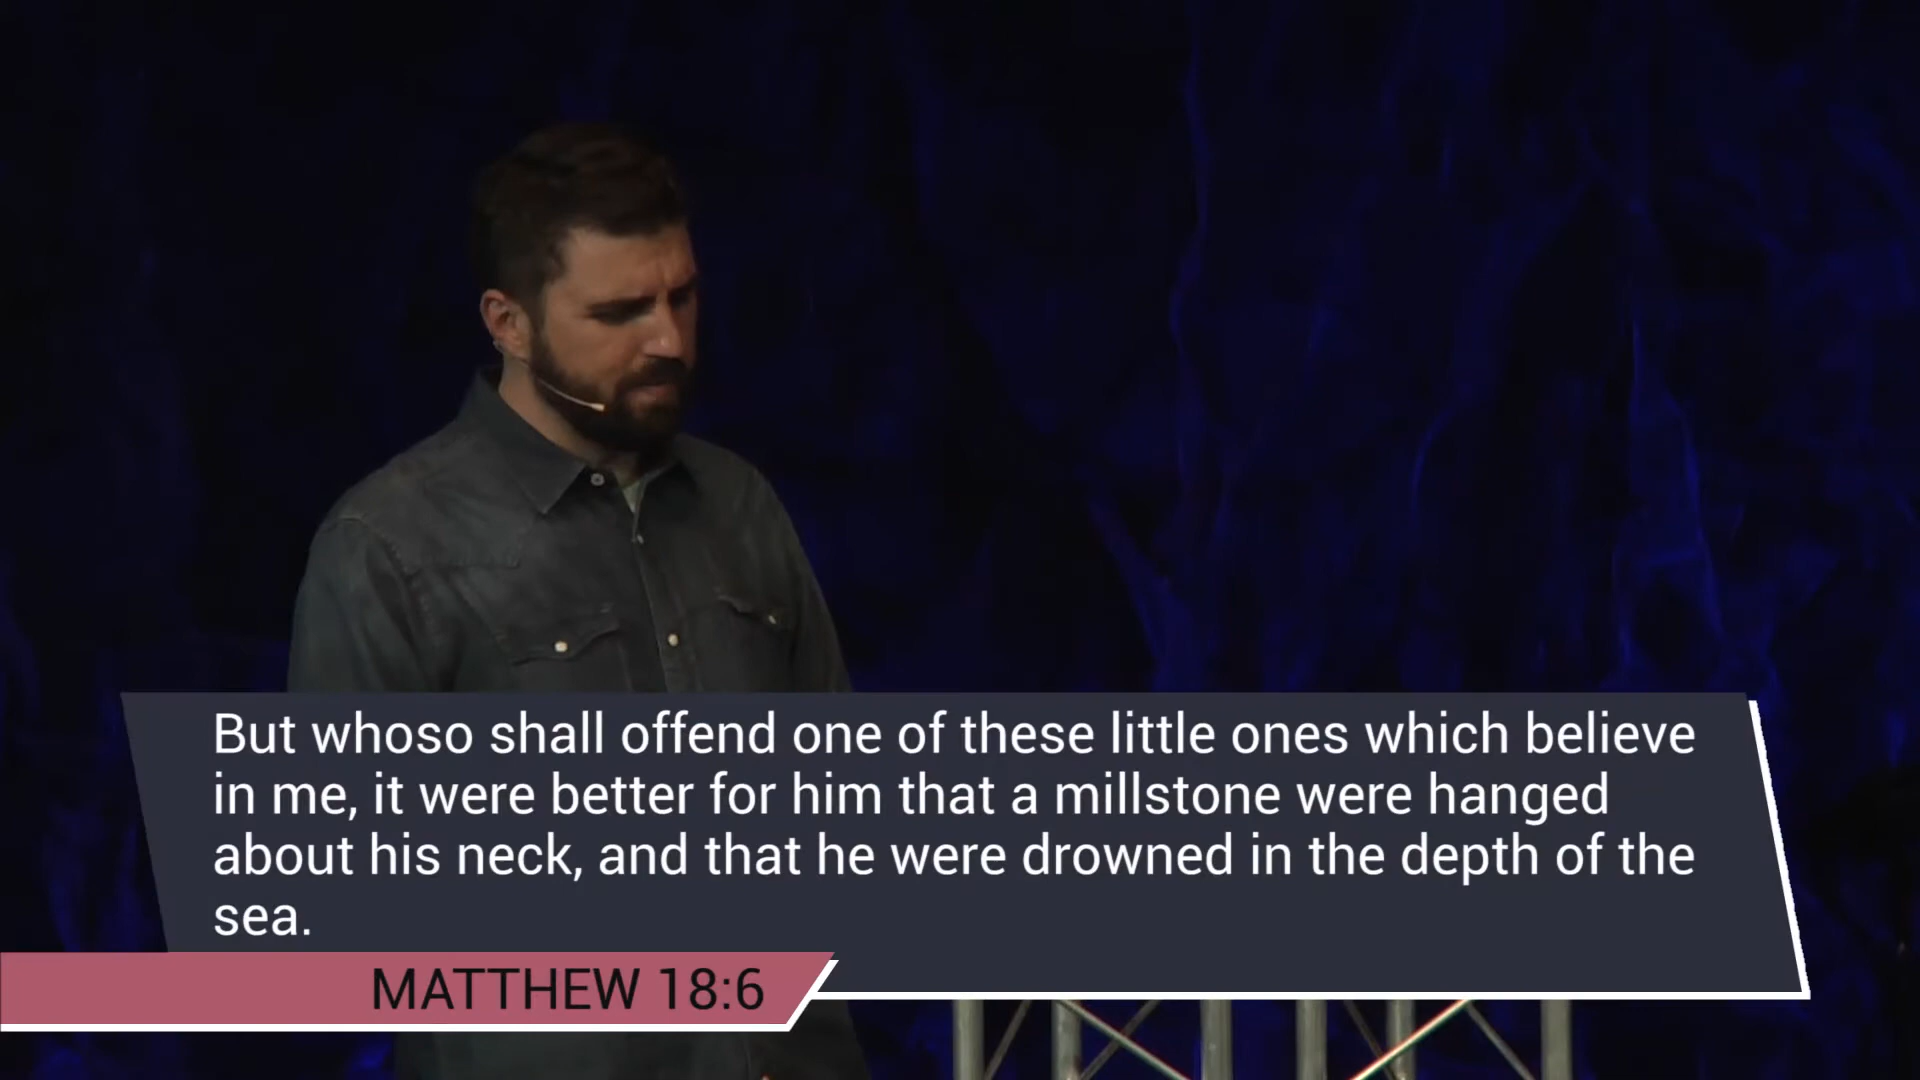 But whoso shall offend one of these little ones which believe
in me, it were better for him that a millstone were hanged
about his neck, and that he were drowned in the depth of the
sea.
MATTHEW 18:6